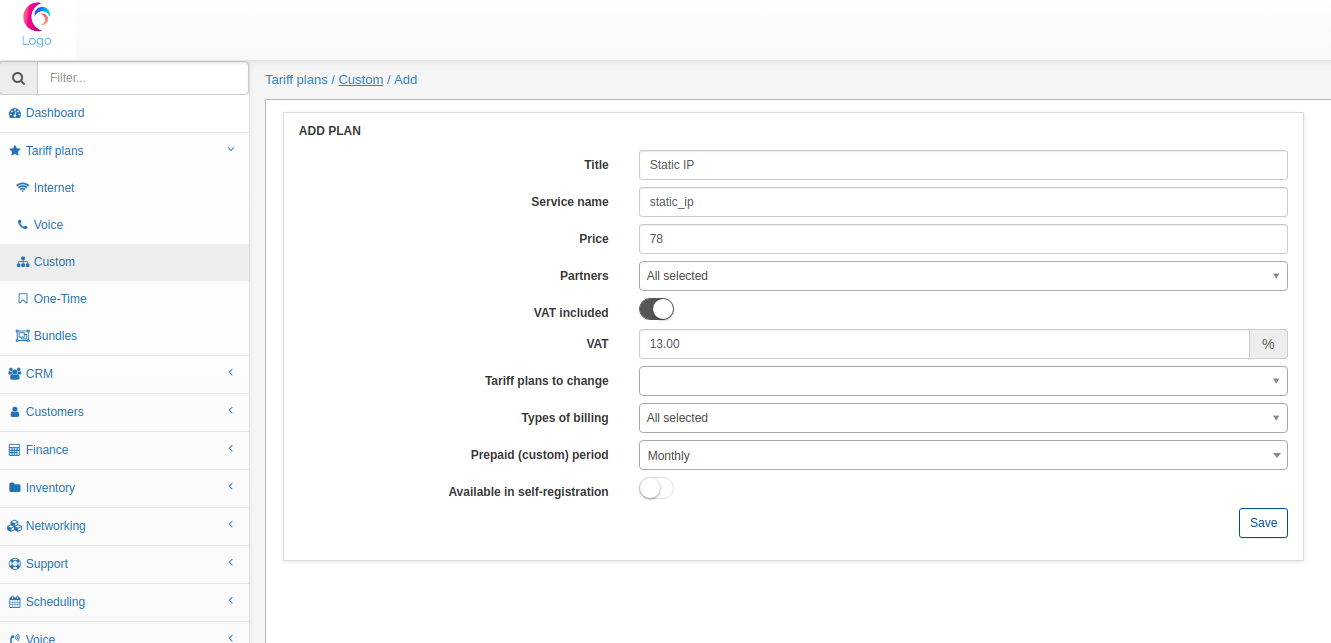 Logo
Filter...
Tariff plans / Custom / Add
Dashboard
Tariff plans
Internet
Voice
Custom
One-Time
Bundles
CRM
Customers
Finance
Inventory
Networking
Support
Scheduling
Voice
ADD PLAN
Title Static IP
Service name static_ip
Price 78
Partners All selected
VAT included
VAT 13.00 %
Tariff plans to change
Types of billing All selected
Prepaid (custom) period Monthly
Available in self-registration
Save